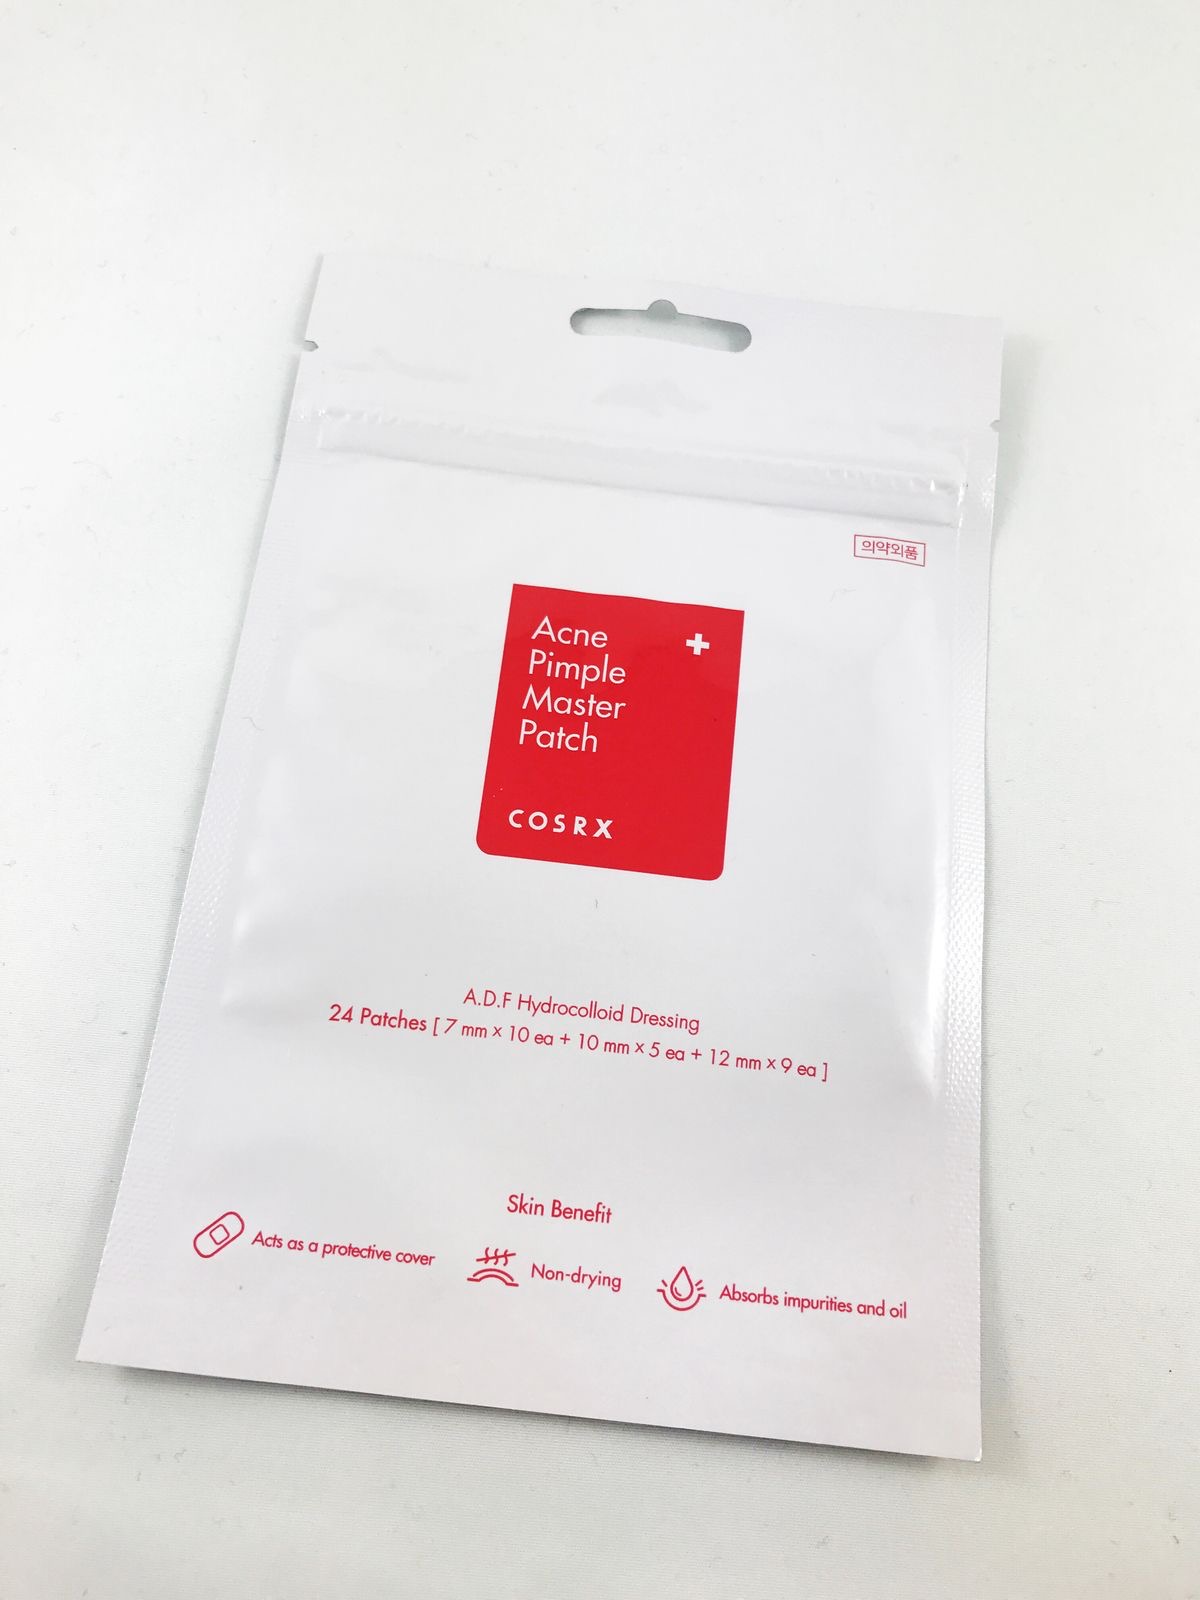 의약외품
Acne
Pimple
Master
Patch
COSRX
A.D.F Hydrocolloid Dressing
24 Patches [ 7 mm × 10 ea + 10 mm × 5 ea + 12 mm × 9 ea ]
Skin Benefit
Acts as a protective cover
Non-drying
Absorbs impurities and oil